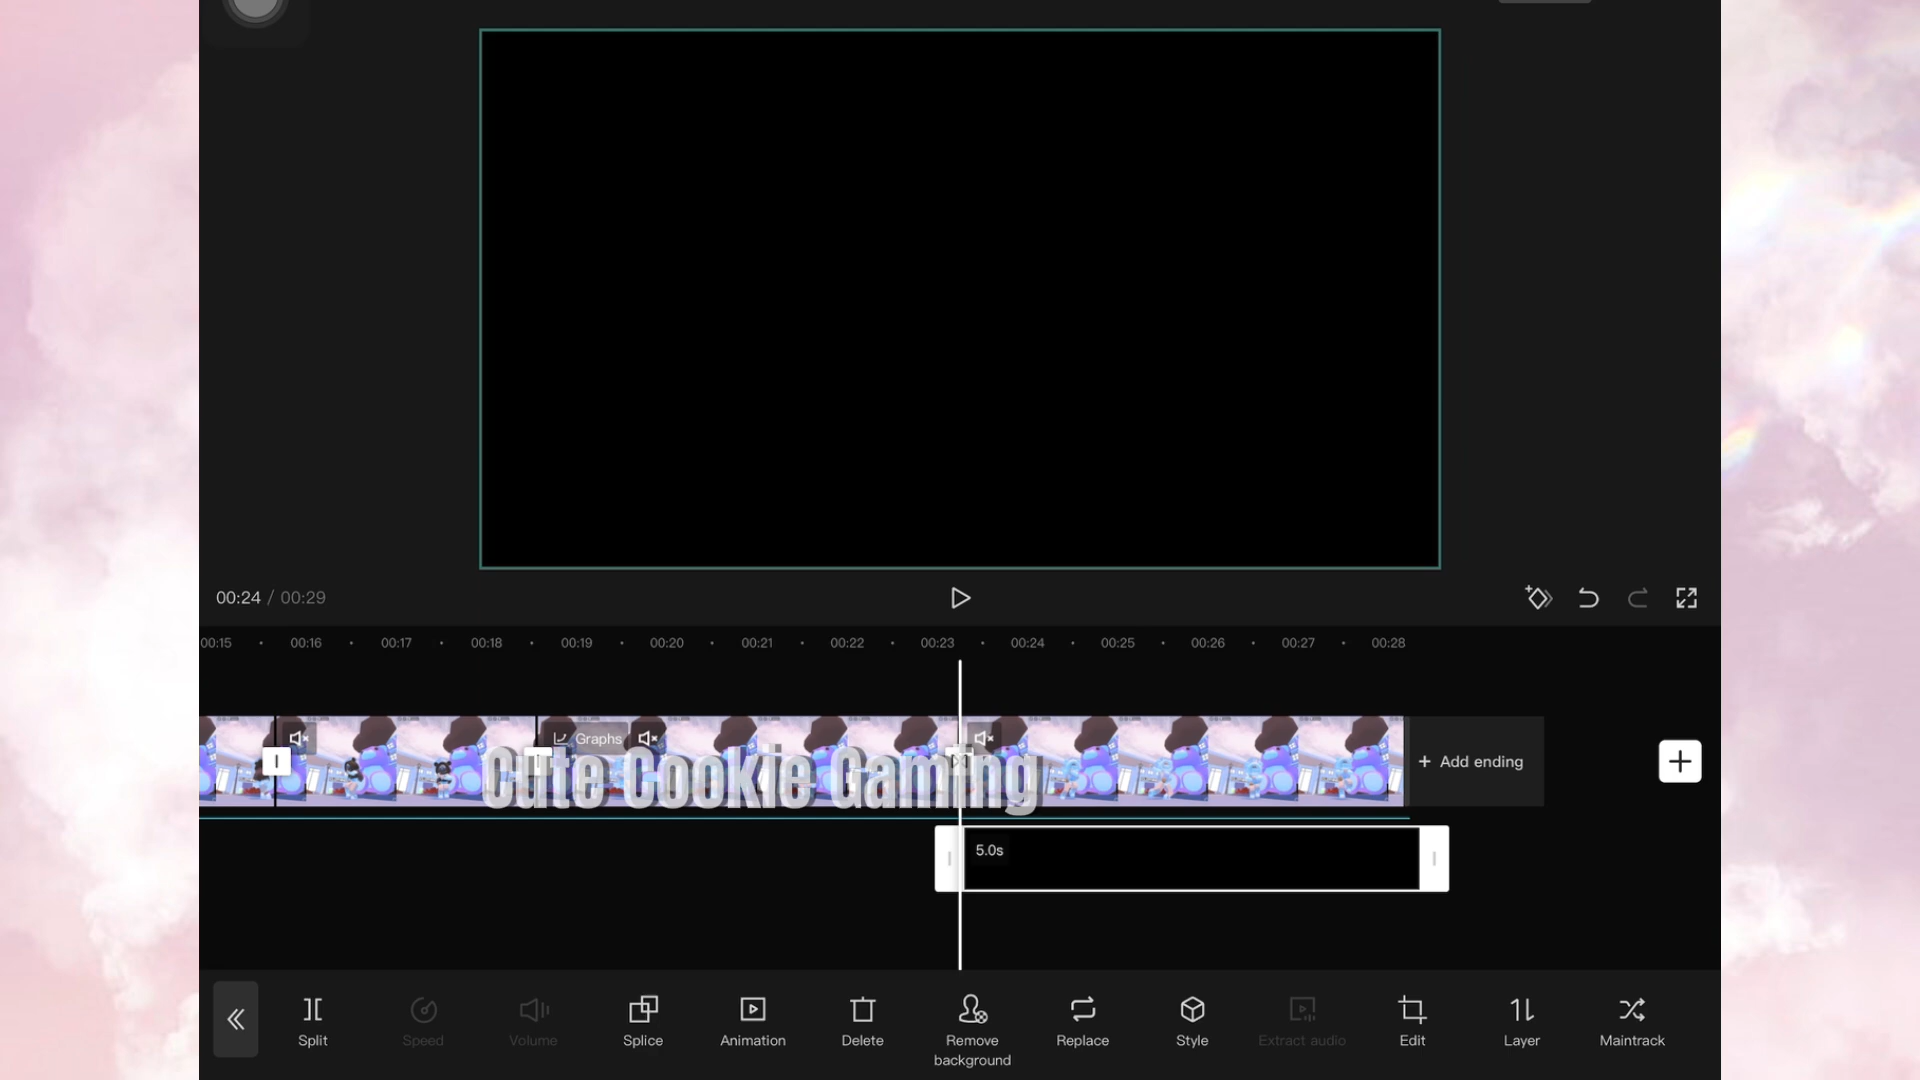 00:24 / 00:29
00:15 00:16 00:17 00:18 00:19 00:20 00:21 00:22 00:23 00:24 00:25 00:26 00:27 00:28
Graphs
Cute Cookie Gaming
+ Add ending
5.0s
Split Speed Volume Splice Animation Delete Remove background Replace Style Extract audio Edit Layer Maintrack